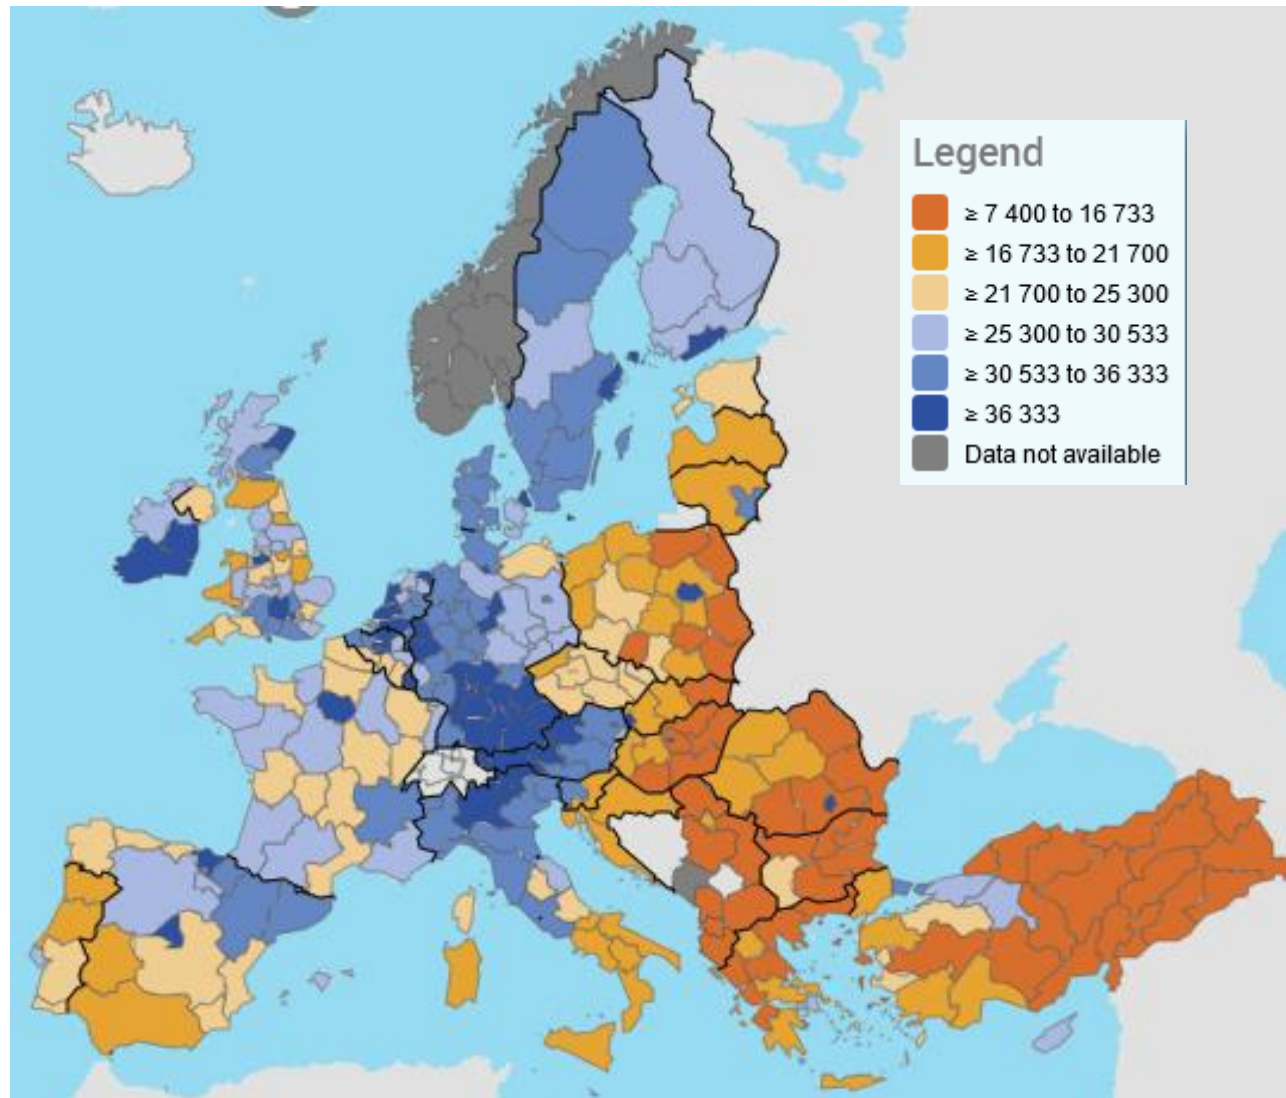 Legend
≥ 7 400 to 16 733
≥ 16 733 to 21 700
≥ 21 700 to 25 300
≥ 25 300 to 30 533
≥ 30 533 to 36 333
≥ 36 333
Data not available